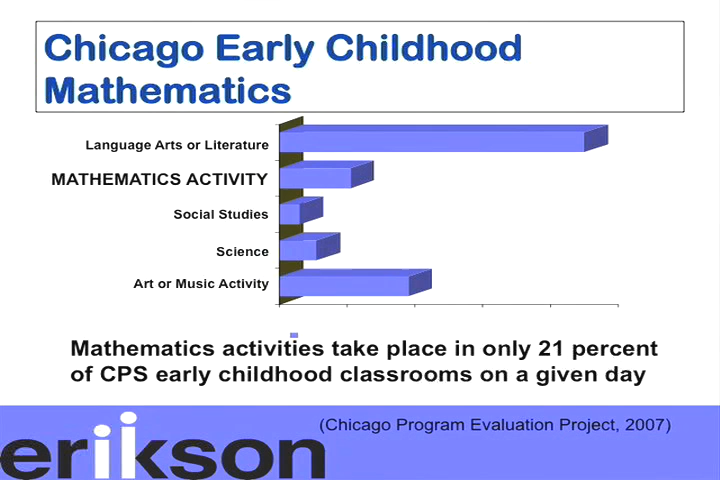 Chicago Early Childhood
Mathematics
Language Arts or Literature
MATHEMATICS ACTIVITY
Social Studies
Science
Art or Music Activity
Mathematics activities take place in only 21 percent
of CPS early childhood classrooms on a given day
(Chicago Program Evaluation Project, 2007)
erikson